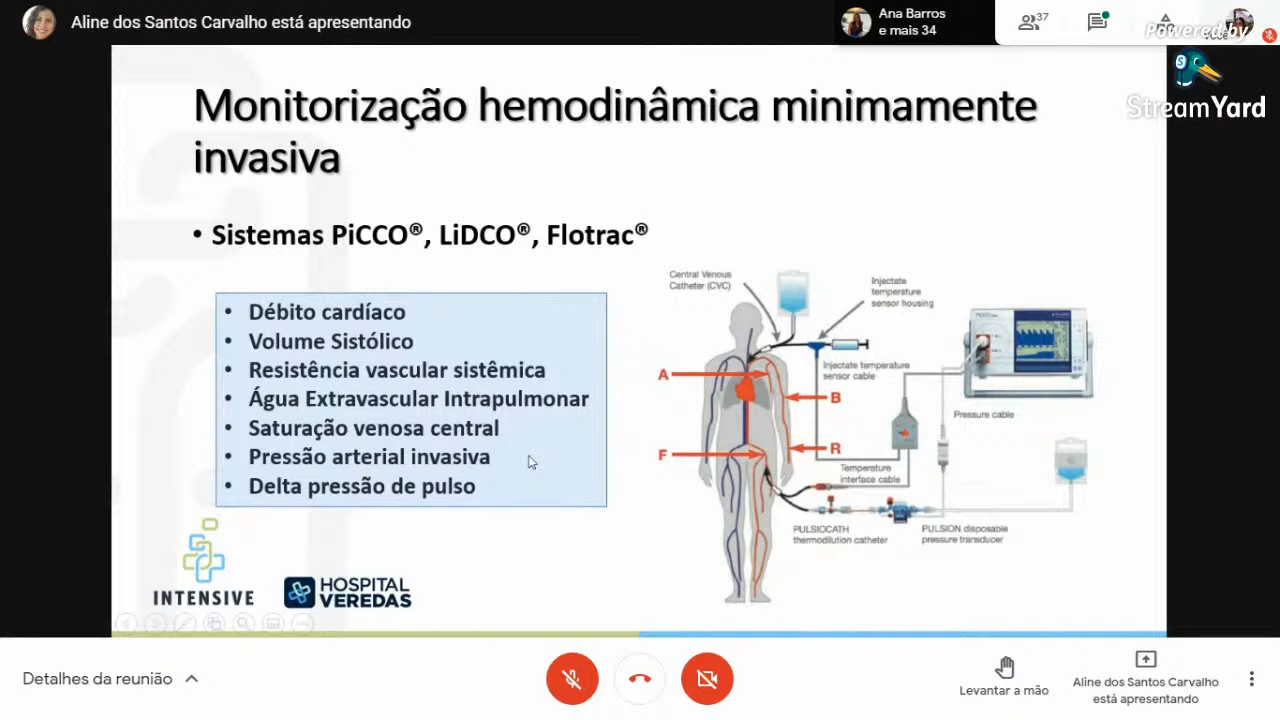 Aline dos Santos Carvalho está apresentando
Ana Barros
e mais 34
37
Powered by
StreamYard
Monitorização hemodinâmica minimamente
invasiva
• Sistemas PiCCO®, LiDCO®, Flotrac®
• Débito cardíaco
• Volume Sistólico
• Resistência vascular sistêmica
• Água Extravascular Intrapulmonar
• Saturação venosa central
• Pressão arterial invasiva
• Delta pressão de pulso
Central Venous
Catheter (CVC)
Injectate
temperature
sensor housing
Injectate temperature
sensor cable
A
B
R
F
Pressure cable
Temperature
interface cable
PULSIOCATH
thermodilution catheter
PULSION disposable
pressure transducer
INTENSIVE
HOSPITAL
VEREDAS
Detalhes da reunião
Levantar a mão
Aline dos Santos Carvalho
está apresentando